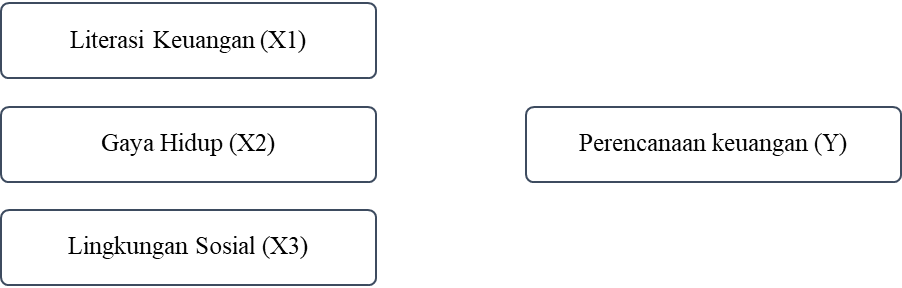 Literasi Keuangan (X1)
Gaya Hidup (X2)
Perencanaan keuangan (Y)
Lingkungan Sosial (X3)